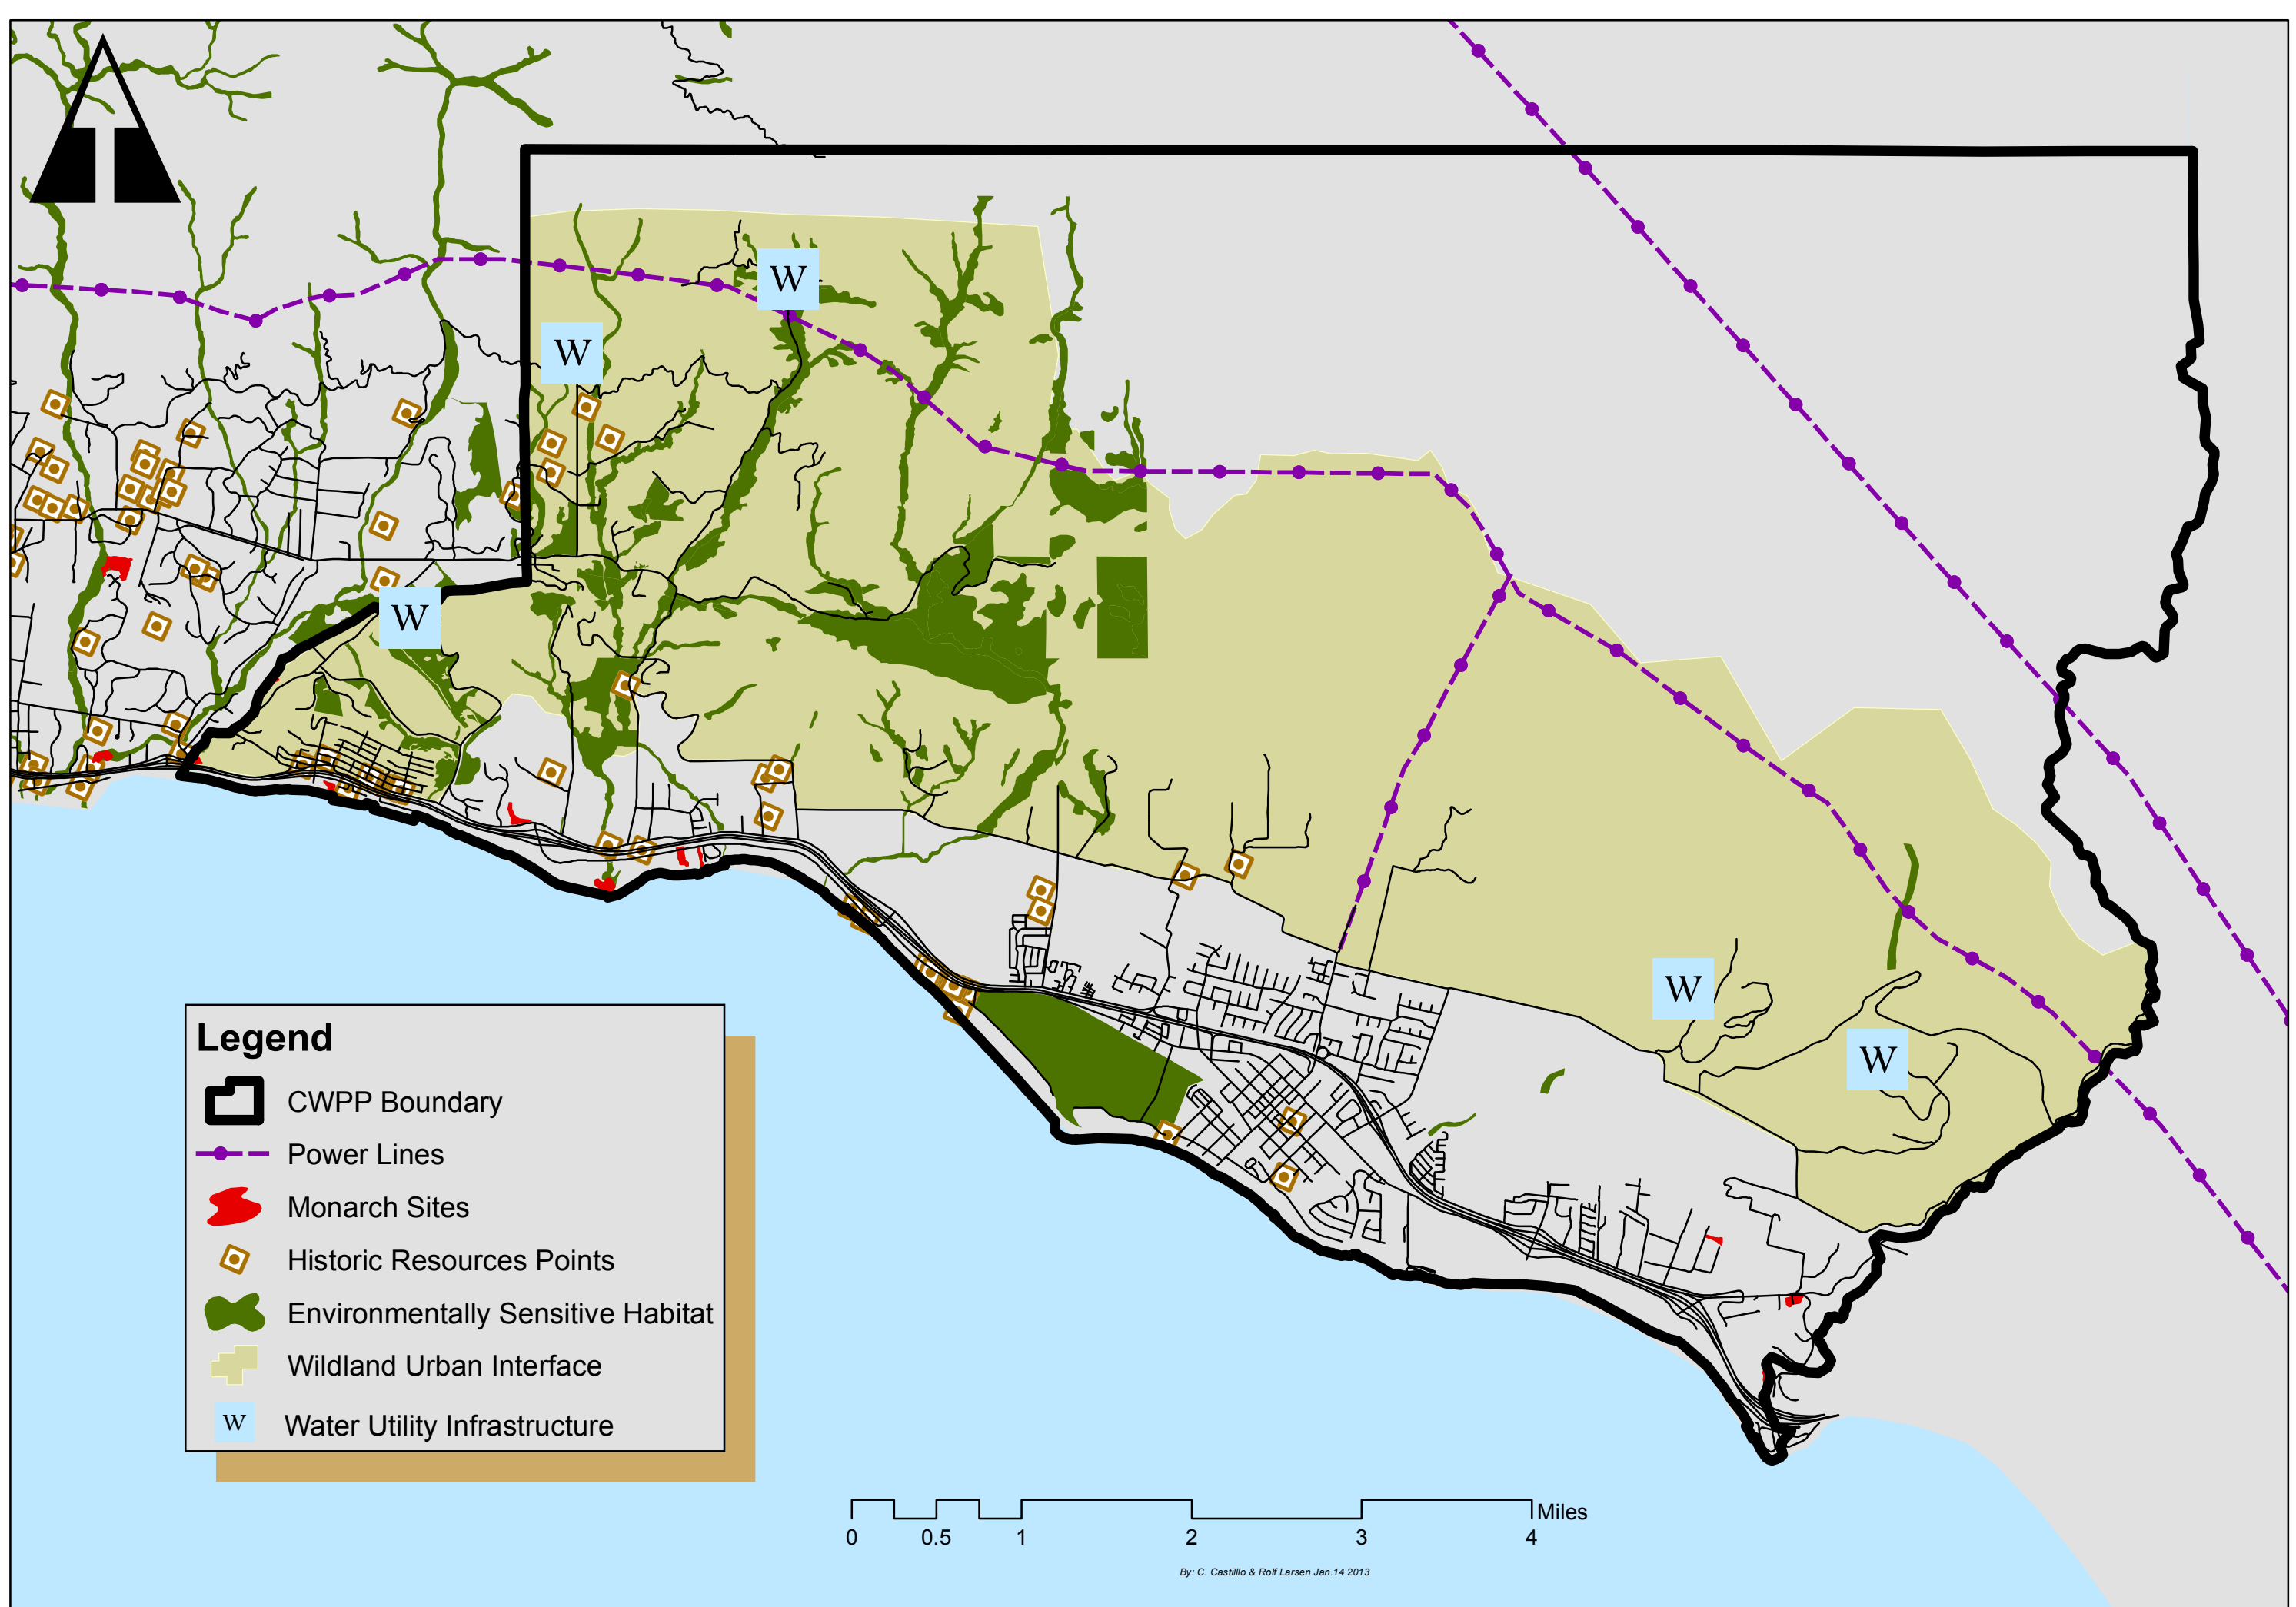 W
W
W
W
W
Legend
CWPP Boundary
Power Lines
Monarch Sites
Historic Resources Points
Environmentally Sensitive Habitat
Wildland Urban Interface
W Water Utility Infrastructure
Miles
0 0.5 1 2 3 4
By: C. Castilllo & Rolf Larsen Jan.14 2013